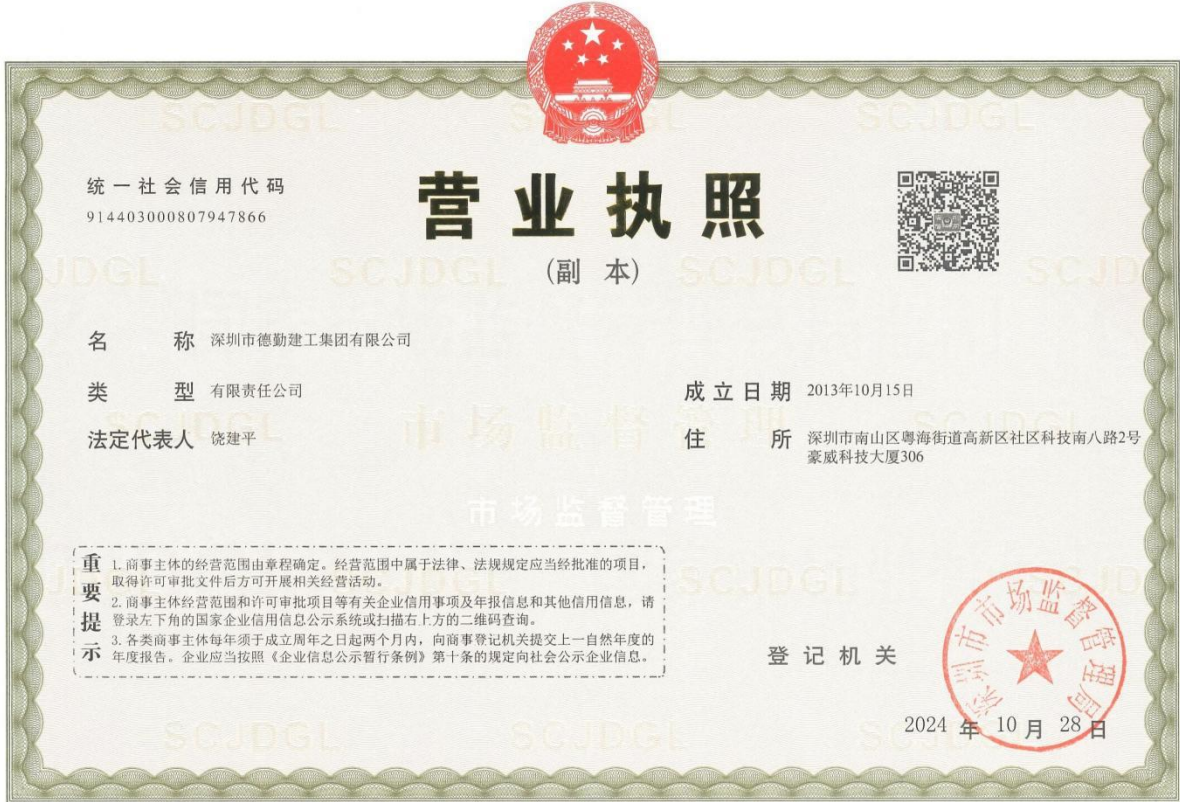 统一社会信用代码
914403000807947866
营业执照
(副 本)
名 称 深圳市德勤建工集团有限公司
类 型 有限责任公司
法定代表人 饶建平
成立日期 2013年10月15日
住 所 深圳市南山区粤海街道高新区社区科技南八路2号
豪威科技大厦306
市场监督管理
市场监督管理
重要提示
1. 商事主体的经营范围由章程确定。经营范围中属于法律、法规规定应当经批准的项目，
取得许可审批文件后方可开展相关经营活动。
2. 商事主体经营范围和许可审批项目等有关企业信用事项及年报信息和其他信用信息，请
登录左下角的国家企业信用信息公示系统或扫描右上方的二维码查询。
3. 各类商事主体每年须于成立周年之日起两个月内，向商事登记机关提交上一自然年度的
年度报告。企业应当按照《企业信息公示暂行条例》第十条的规定向社会公示企业信息。
登记机关
深圳市市场监督管理局
2024 年 10 月 28 日
SCJDGL